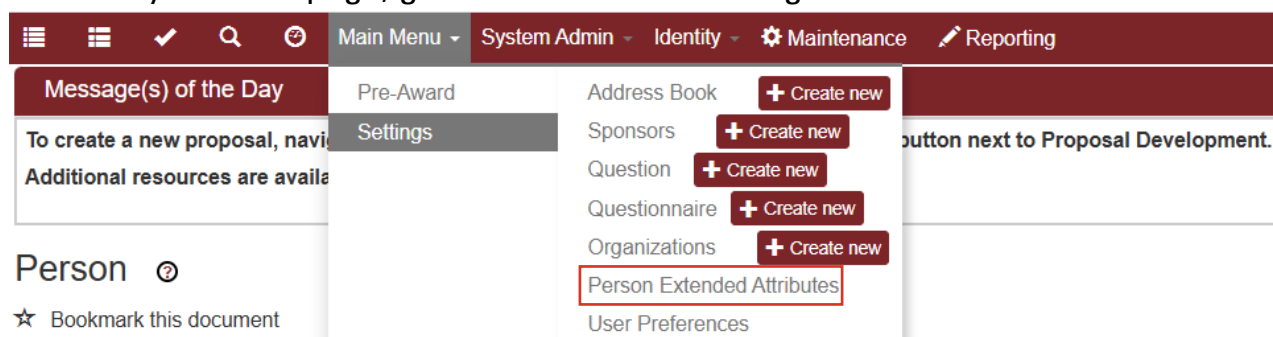 Main Menu System Admin Identity Maintenance Reporting
Message(s) of the Day
Pre-Award
Address Book + Create new
To create a new proposal, navi
Settings
Sponsors + Create new
button next to Proposal Development.
Additional resources are availa
Question + Create new
Questionnaire + Create new
Organizations + Create new
Person
Person Extended Attributes
Bookmark this document
User Preferences